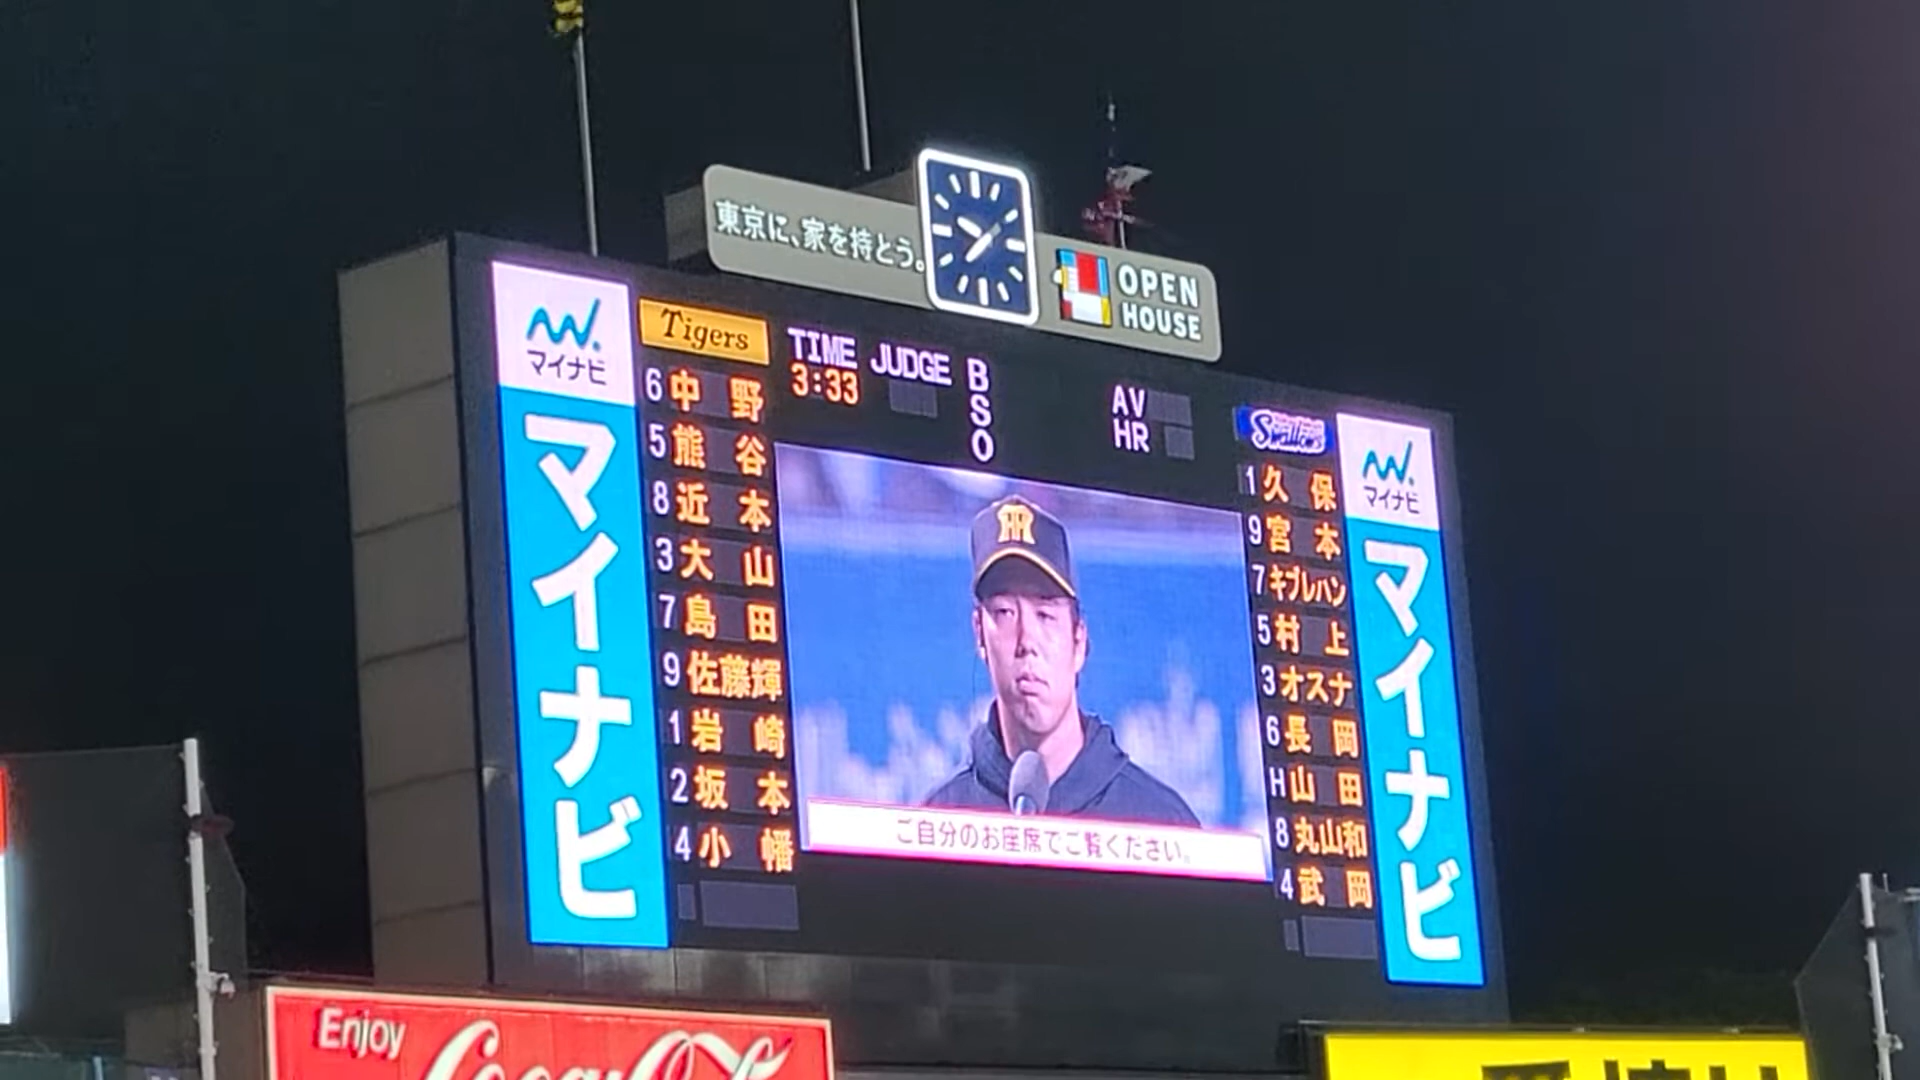 東京に、家を持とう。
OPEN
HOUSE
マイナビ
マイナビ
Tigers
6 中 野
5 熊 谷
8 近 本
3 大 山
7 島 田
9 佐藤輝
1 岩 崎
2 坂 本
4 小 幡
TIME
3:33
JUDGE
B
S
O
AV
HR
ご自分のお座席でご覧ください。
Swallows
1 久 保
9 宮 本
7 キブレハン
5 村 上
3 オスナ
6 長 岡
H 山 田
8 丸山和
4 武 岡
マイナビ
マイナビ
Enjoy
Coca-Co